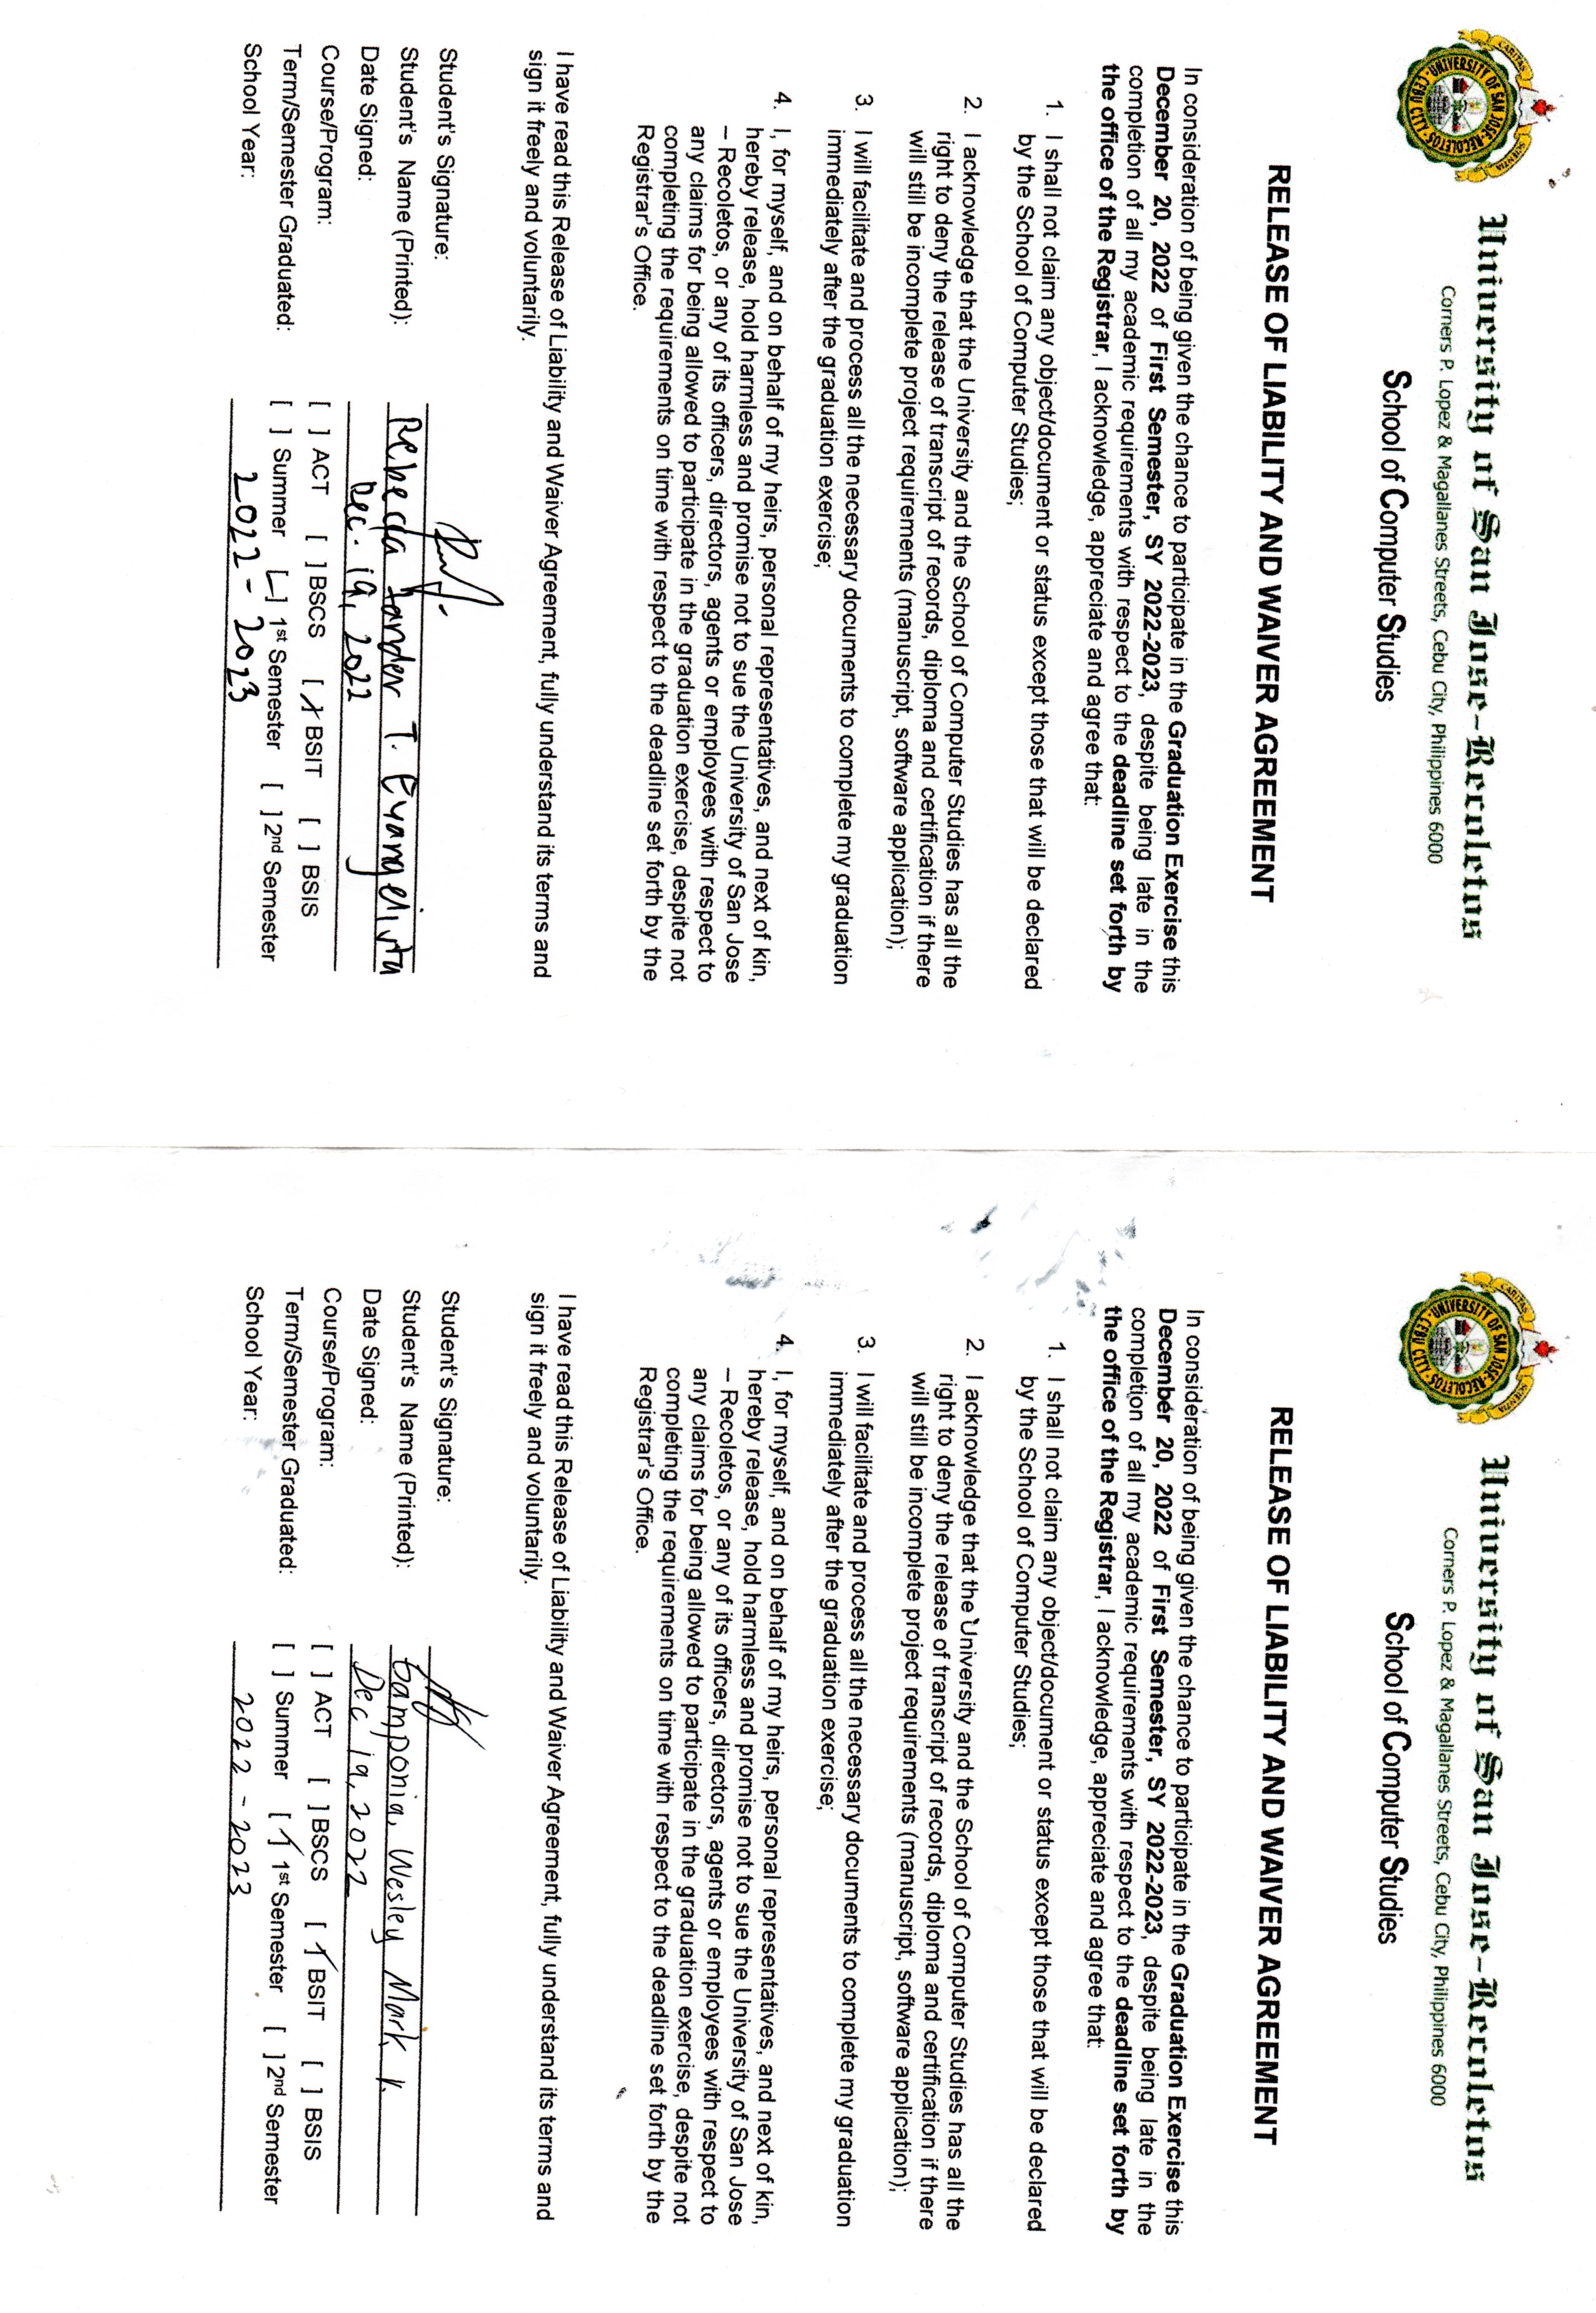 CARITAS
SCIENTIA
UNIVERSITY OF SAN JOSE-RECOLETOS
CEBU CITY
University of San Jose-Recoletos
Corners P. Lopez & Magallanes Streets, Cebu City, Philippines 6000
School of Computer Studies
RELEASE OF LIABILITY AND WAIVER AGREEMENT
In consideration of being given the chance to participate in the Graduation Exercise this
December 20, 2022 of First Semester, SY 2022-2023, despite being late in the
completion of all my academic requirements with respect to the deadline set forth by
the office of the Registrar, I acknowledge, appreciate and agree that:
1. I shall not claim any object/document or status except those that will be declared
by the School of Computer Studies;
2. I acknowledge that the University and the School of Computer Studies has all the
right to deny the release of transcript of records, diploma and certification if there
will still be incomplete project requirements (manuscript, software application);
3. I will facilitate and process all the necessary documents to complete my graduation
immediately after the graduation exercise;
4. I, for myself, and on behalf of my heirs, personal representatives, and next of kin,
hereby release, hold harmless and promise not to sue the University of San Jose
– Recoletos, or any of its officers, directors, agents or employees with respect to
any claims for being allowed to participate in the graduation exercise, despite not
completing the requirements on time with respect to the deadline set forth by the
Registrar's Office.
I have read this Release of Liability and Waiver Agreement, fully understand its terms and
sign it freely and voluntarily.
Student's Signature:
Student's Name (Printed): Rebecca T. Evangelista
Date Signed: Dec. 19, 2022
Course/Program: [ ] ACT [ ] BSCS [/] BSIT [ ] BSIS
Term/Semester Graduated: [ ] Summer [/] 1st Semester [ ] 2nd Semester
School Year: 2022 - 2023
CARITAS
SCIENTIA
UNIVERSITY OF SAN JOSE-RECOLETOS
CEBU CITY
University of San Jose-Recoletos
Corners P. Lopez & Magallanes Streets, Cebu City, Philippines 6000
School of Computer Studies
RELEASE OF LIABILITY AND WAIVER AGREEMENT
In consideration of being given the chance to participate in the Graduation Exercise this
December 20, 2022 of First Semester, SY 2022-2023, despite being late in the
completion of all my academic requirements with respect to the deadline set forth by
the office of the Registrar, I acknowledge, appreciate and agree that:
1. I shall not claim any object/document or status except those that will be declared
by the School of Computer Studies;
2. I acknowledge that the University and the School of Computer Studies has all the
right to deny the release of transcript of records, diploma and certification if there
will still be incomplete project requirements (manuscript, software application);
3. I will facilitate and process all the necessary documents to complete my graduation
immediately after the graduation exercise;
4. I, for myself, and on behalf of my heirs, personal representatives, and next of kin,
hereby release, hold harmless and promise not to sue the University of San Jose
– Recoletos, or any of its officers, directors, agents or employees with respect to
any claims for being allowed to participate in the graduation exercise, despite not
completing the requirements on time with respect to the deadline set forth by the
Registrar's Office.
I have read this Release of Liability and Waiver Agreement, fully understand its terms and
sign it freely and voluntarily.
Student's Signature:
Student's Name (Printed): Gamponia, Wesley Mark V.
Date Signed: Dec 19, 2022
Course/Program: [ ] ACT [ ] BSCS [/] BSIT [ ] BSIS
Term/Semester Graduated: [ ] Summer [/] 1st Semester [ ] 2nd Semester
School Year: 2022 - 2023